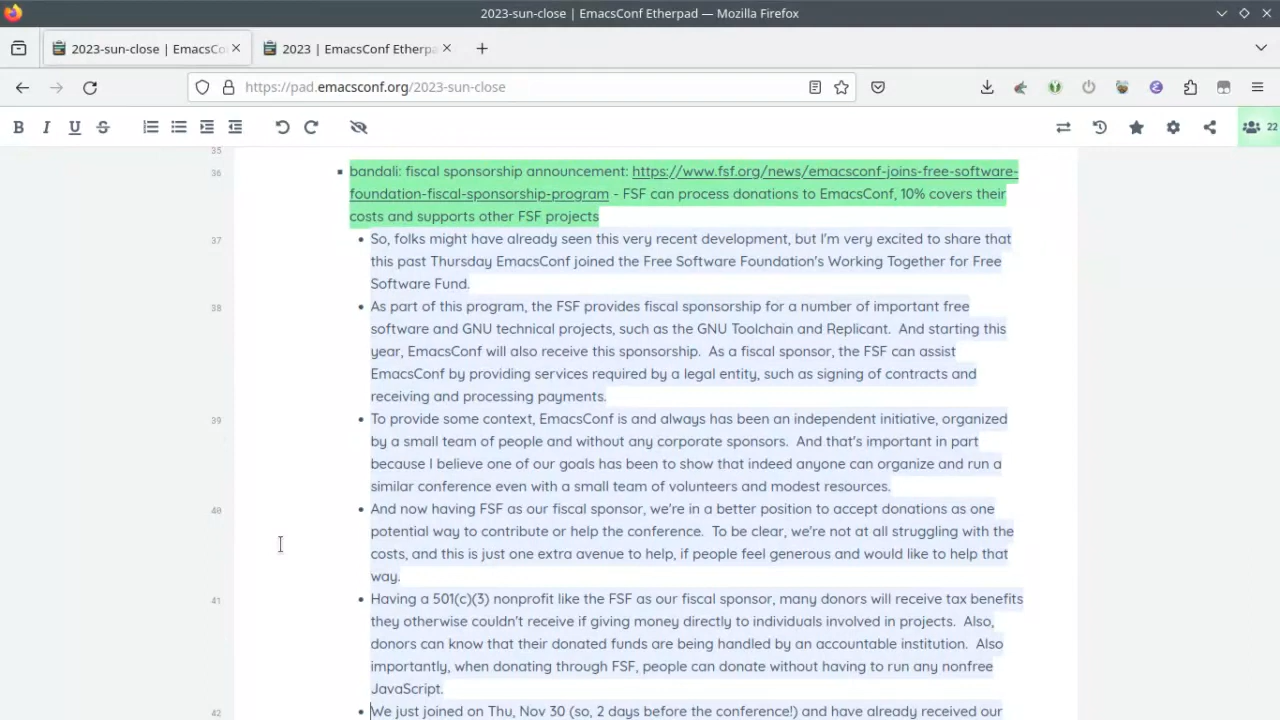 2023-sun-close | EmacsConf Etherpad — Mozilla Firefox
2023-sun-close | EmacsCo
2023 | EmacsConf Etherpa
https://pad.emacsconf.org/2023-sun-close
22
35
36
bandali: fiscal sponsorship announcement: https://www.fsf.org/news/emacsconf-joins-free-software-
foundation-fiscal-sponsorship-program - FSF can process donations to EmacsConf, 10% covers their
costs and supports other FSF projects
37
So, folks might have already seen this very recent development, but I'm very excited to share that
this past Thursday EmacsConf joined the Free Software Foundation's Working Together for Free
Software Fund.
38
As part of this program, the FSF provides fiscal sponsorship for a number of important free
software and GNU technical projects, such as the GNU Toolchain and Replicant.  And starting this
year, EmacsConf will also receive this sponsorship.  As a fiscal sponsor, the FSF can assist
EmacsConf by providing services required by a legal entity, such as signing of contracts and
receiving and processing payments.
39
To provide some context, EmacsConf is and always has been an independent initiative, organized
by a small team of people and without any corporate sponsors.  And that's important in part
because I believe one of our goals has been to show that indeed anyone can organize and run a
similar conference even with a small team of volunteers and modest resources.
40
And now having FSF as our fiscal sponsor, we're in a better position to accept donations as one
potential way to contribute or help the conference.  To be clear, we're not at all struggling with the
costs, and this is just one extra avenue to help, if people feel generous and would like to help that
way.
41
Having a 501(c)(3) nonprofit like the FSF as our fiscal sponsor, many donors will receive tax benefits
they otherwise couldn't receive if giving money directly to individuals involved in projects.  Also,
donors can know that their donated funds are being handled by an accountable institution.  Also
importantly, when donating through FSF, people can donate without having to run any nonfree
JavaScript.
42
We just joined on Thu, Nov 30 (so, 2 days before the conference!) and have already received our